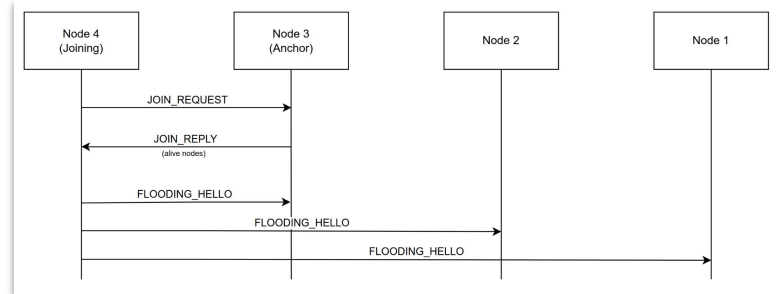 Node 4
(Joining)
Node 3
(Anchor)
Node 2
Node 1
JOIN_REQUEST
JOIN_REPLY
(alive nodes)
FLOODING_HELLO
FLOODING_HELLO
FLOODING_HELLO